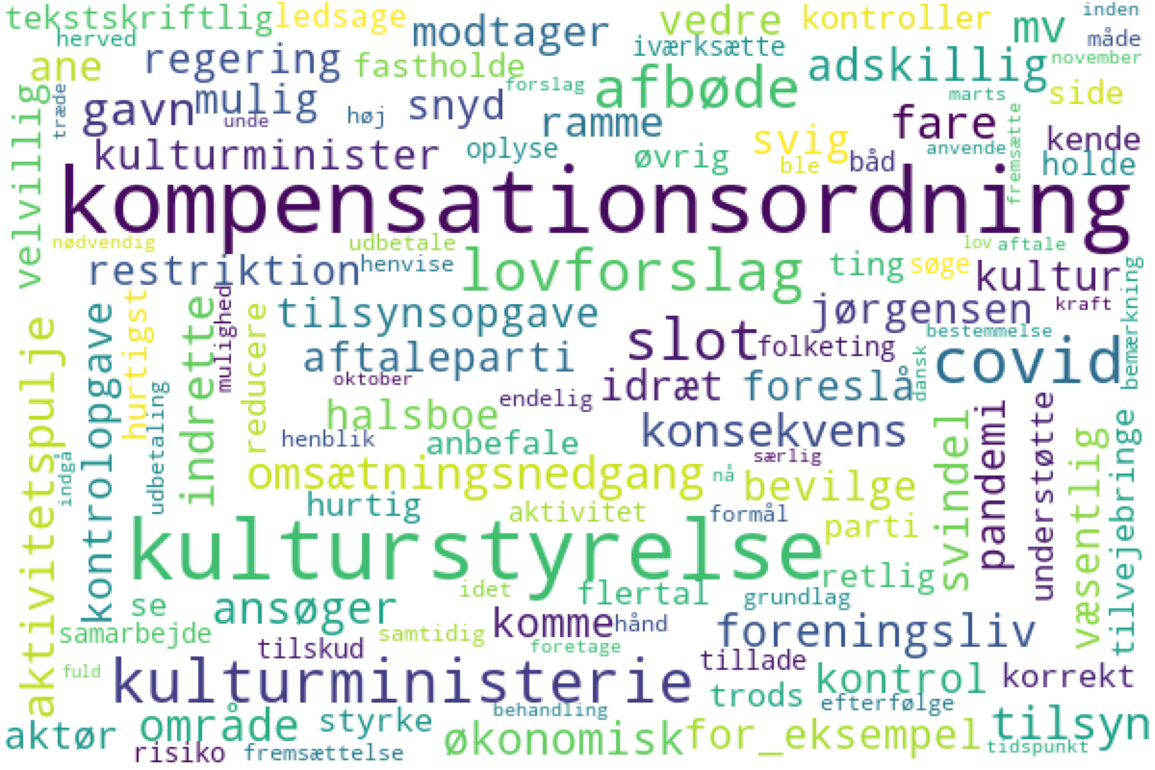 tekstskriftlig ledsage modtager vedre kontroller mv inden
herved regering fastholde iværksætte adskillig måde november
ane mulig forslag afbøde marts side
træde gavn unde høj snyd ramme svig fare fremsætte kende
kulturminister oplyse øvrig ble båd anvende holde
velvillig kompensationsordning
nødvendig udbetale lov aftale
restriktion henvise lovforslag ting søge kultur
hurtigst indrette mulighed tilsynsopgave jørgensen kraft bemærkning
kontrolopgave reducere aftaleparti slot folketing bestemmelse covid
oktober endelig idræt foreslå dansk
aktivitetspulje udbetaling halsboe
henblik anbefale konsekvens svindel pandemi understøtte
indgå omsætningsnedgang særlig nå bevilge væsentlig tilvejebringe
hurtig aktivitet formål parti
kulturstyrelse
idet flertal retlig
se ansøger grundlag
samarbejde samtidig komme hånd foreningsliv
tilskud foretage
fuld kulturministerie tillade kontrol korrekt
trods efterfølge
aktør område styrke behandling tilsyn
risiko fremsættelse økonomisk for_eksempel tidspunkt